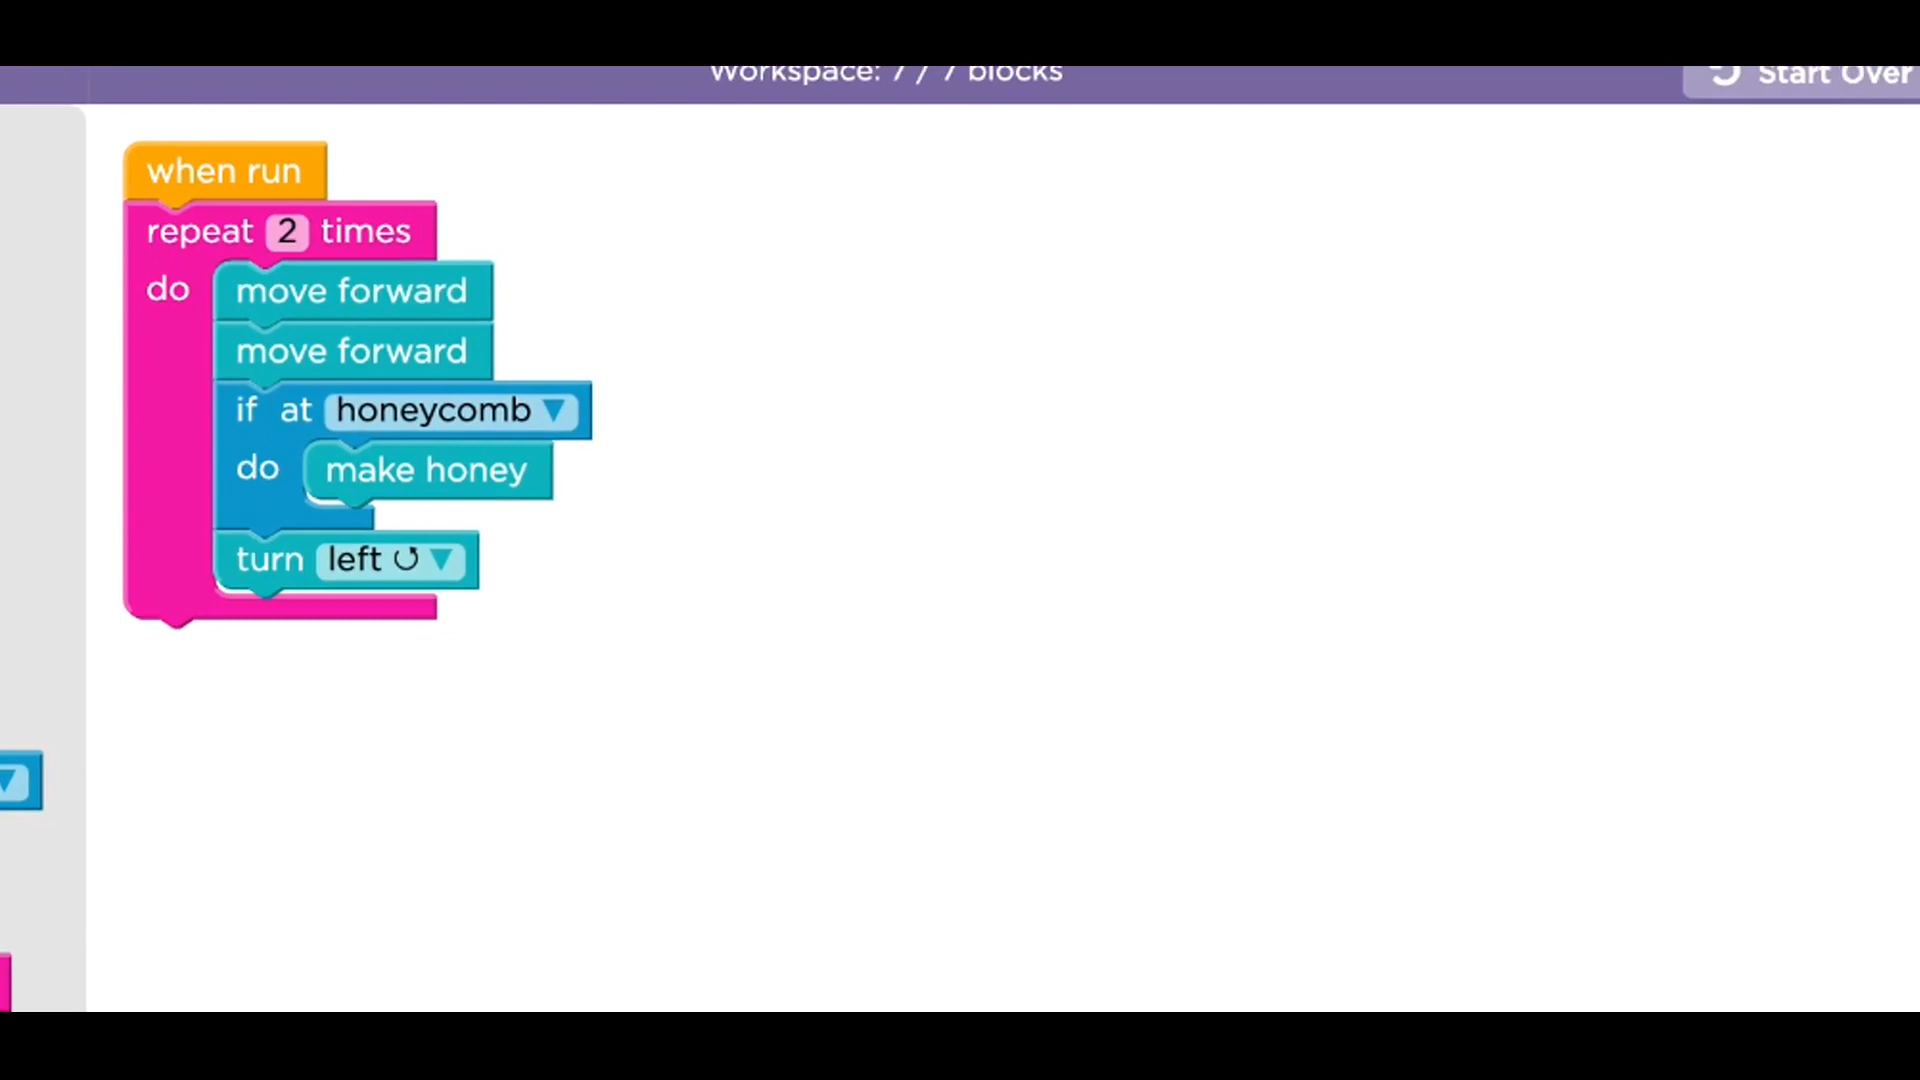 Workspace: 7 / 7 blocks
Start Over
when run
repeat 2 times
do
move forward
move forward
if at honeycomb
do
make honey
turn left